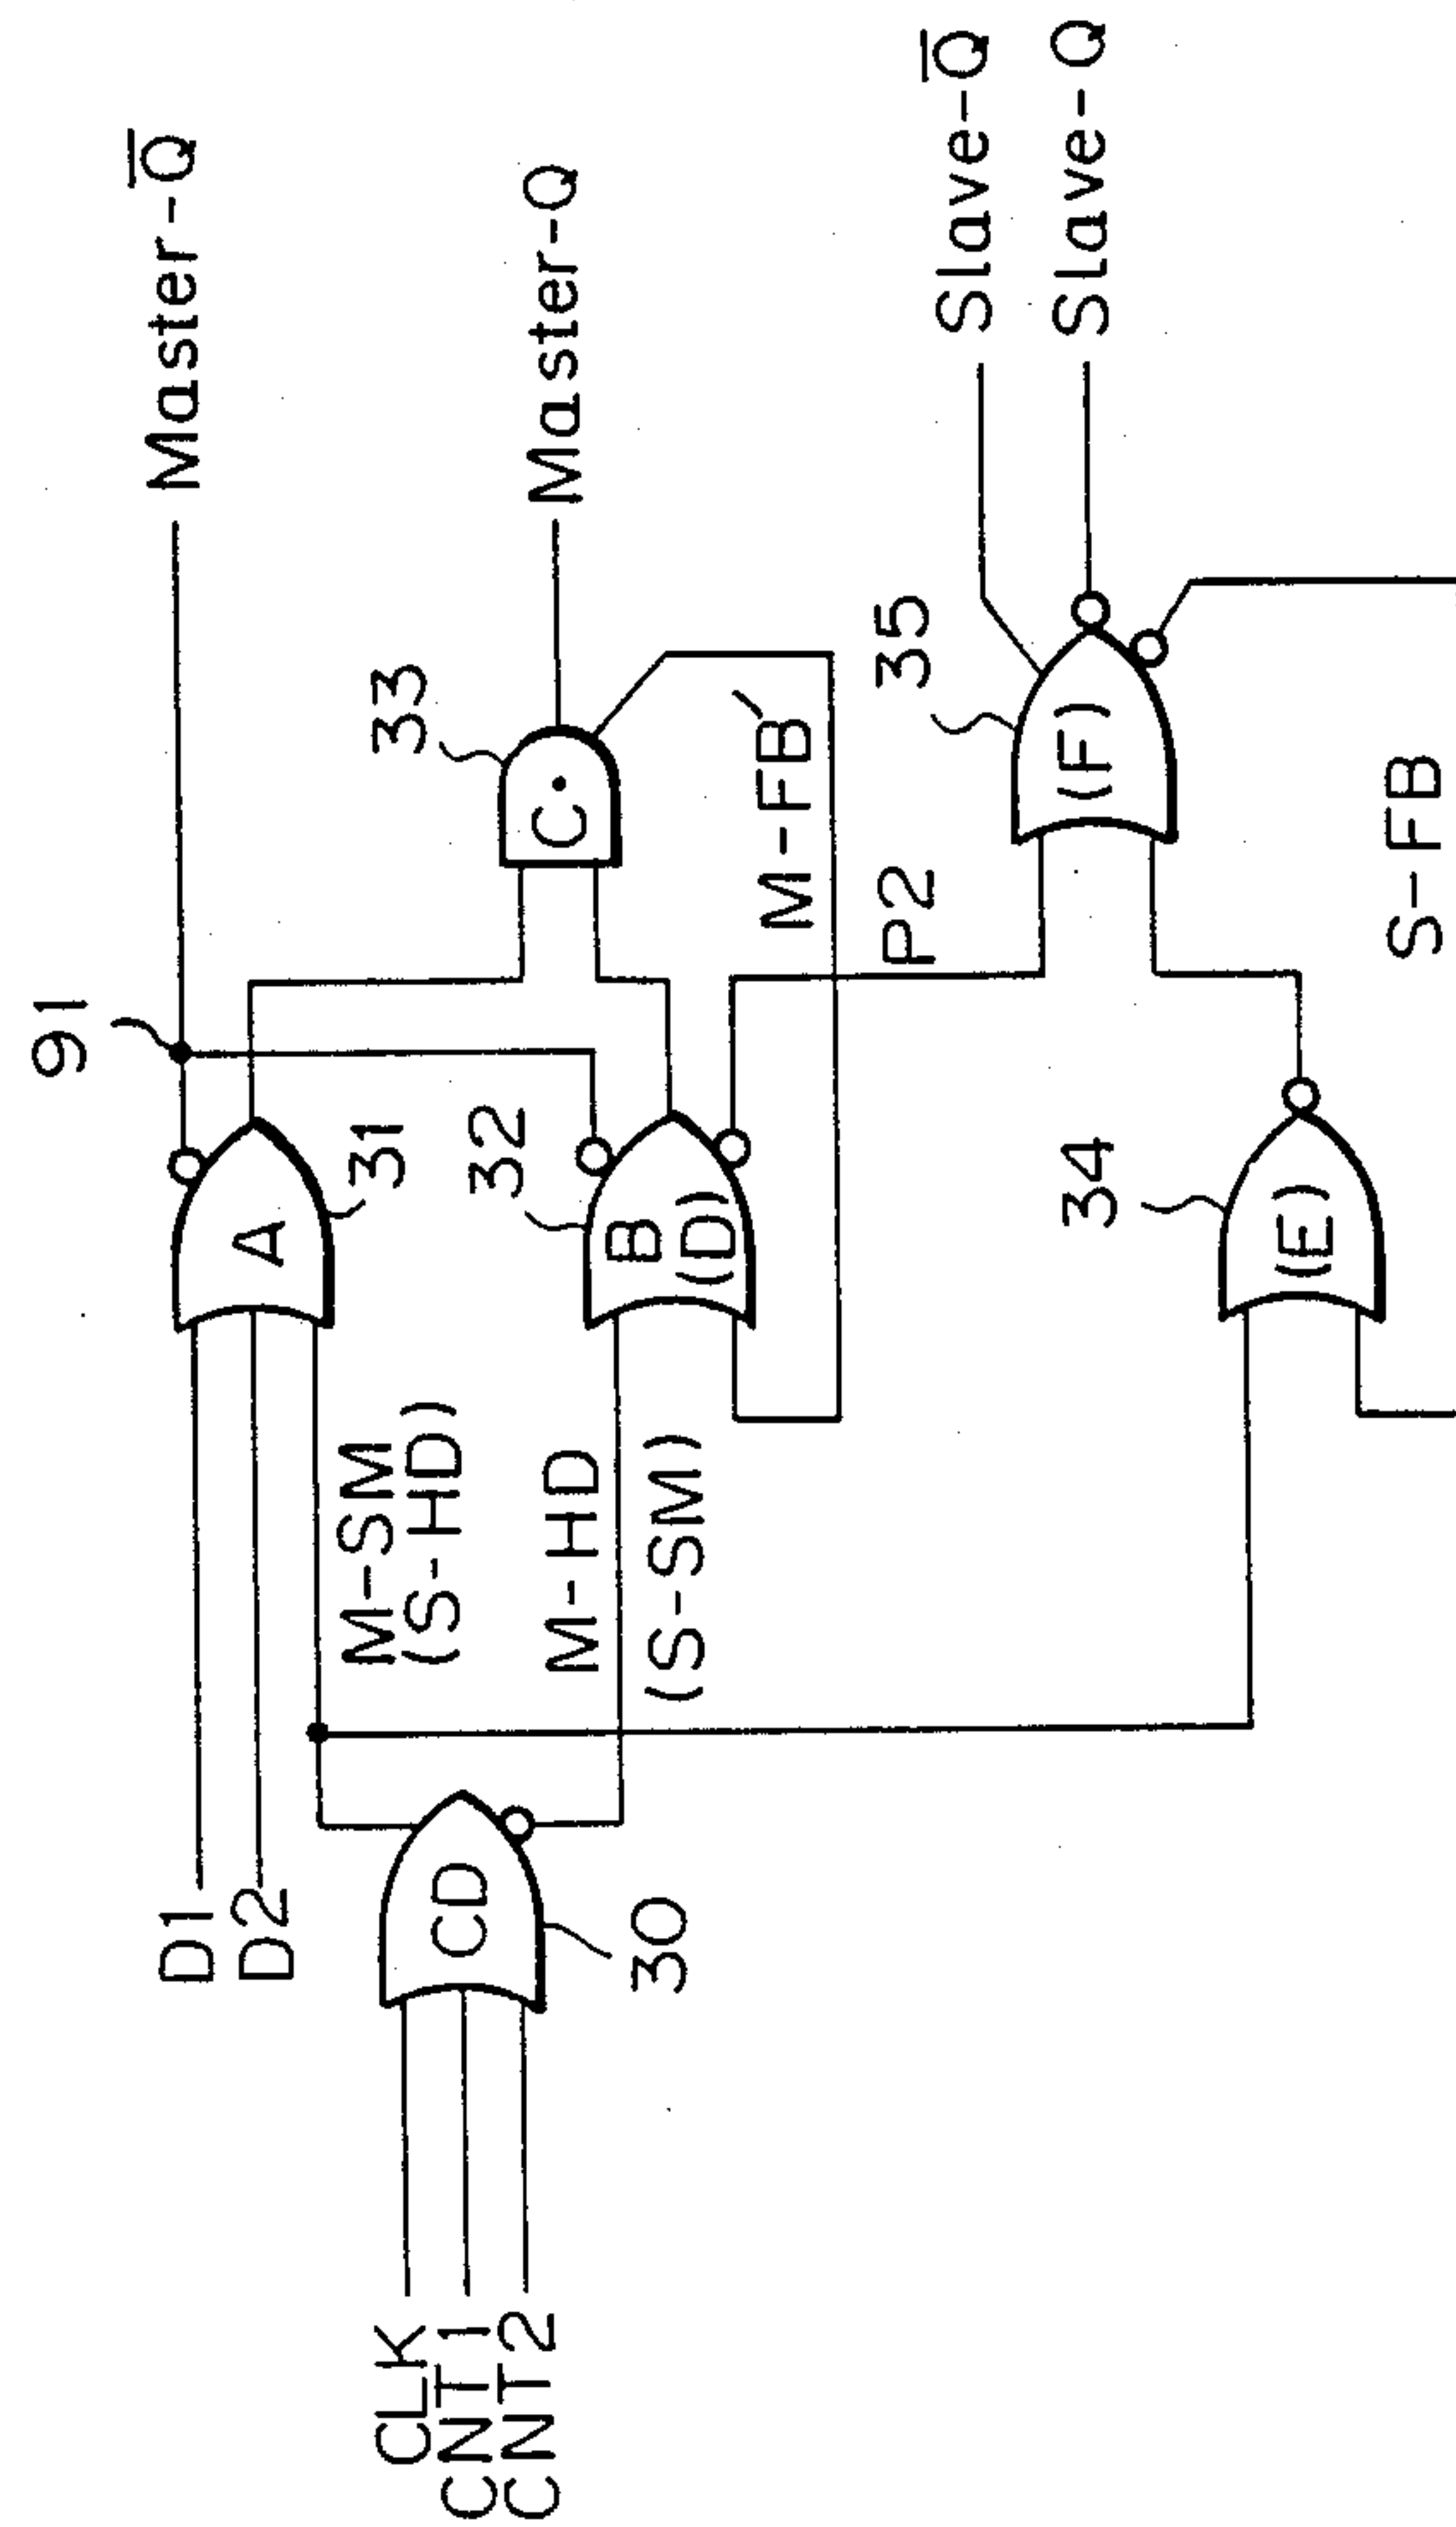 CLK
CNT1
CNT2
CD
30
D1
D2
M-SM
(S-HD)
M-HD
(S-SM)
A
31
91
B
(D)
32
(E)
34
C·
33
M-FB
P2
(F)
35
S-FB
Master-Q̅
Master-Q
Slave-Q̅
Slave-Q